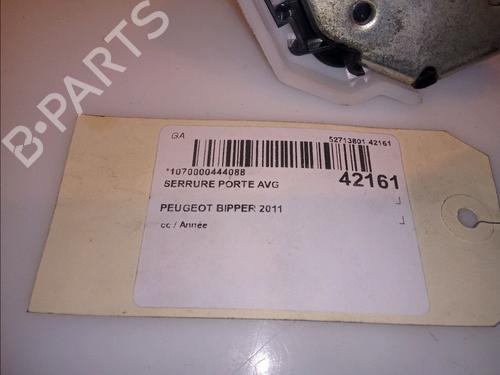 B-PARTS
GA
52713801 42161
*1070000444088
42161
SERRURE PORTE AVG
PEUGEOT BIPPER 2011
cc / Année